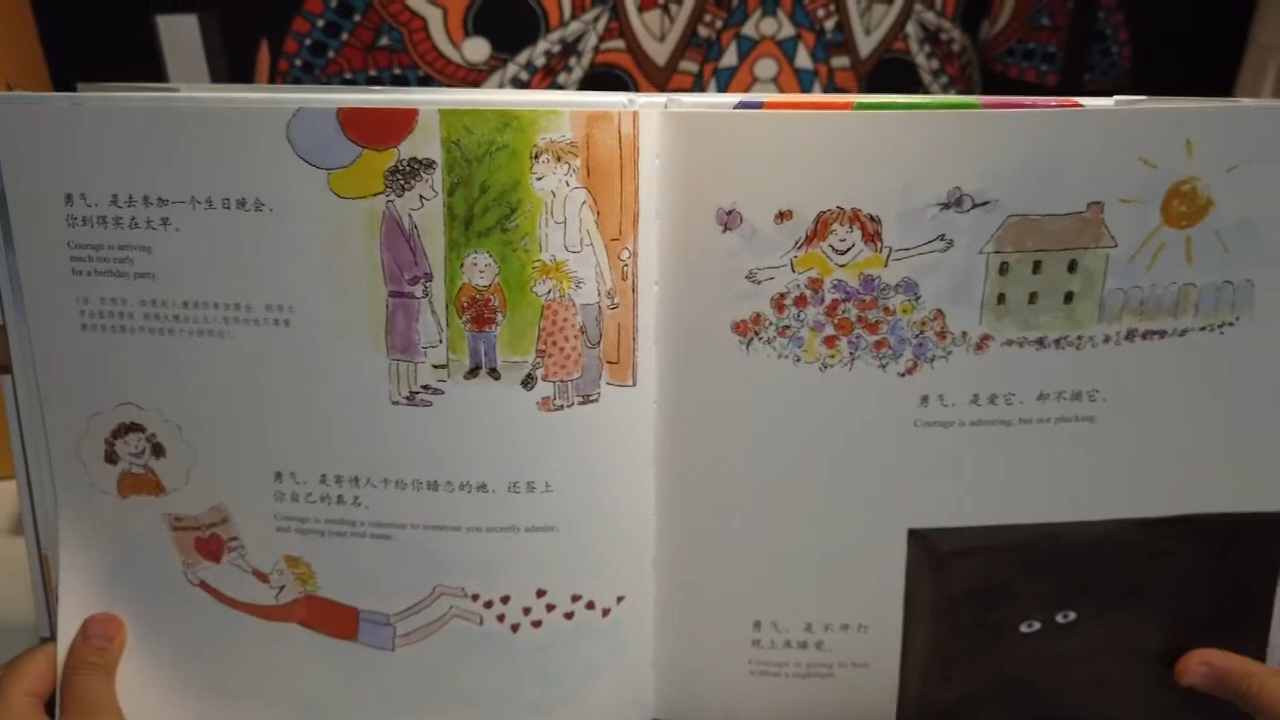 勇气，是去参加一个生日晚会，
你到得实在太早。
Courage is arriving
much too early
for a birthday party.
勇气，是寄情人卡给你暗恋的她，还签上
你自己的真名。
Courage is sending a valentine to someone you secretly admire,
and signing your real name.
勇气，是爱它，却不摘它。
Courage is admiring, but not plucking.
勇气，是不开灯
就上床睡觉。
Courage is going to bed
without a nightlight.